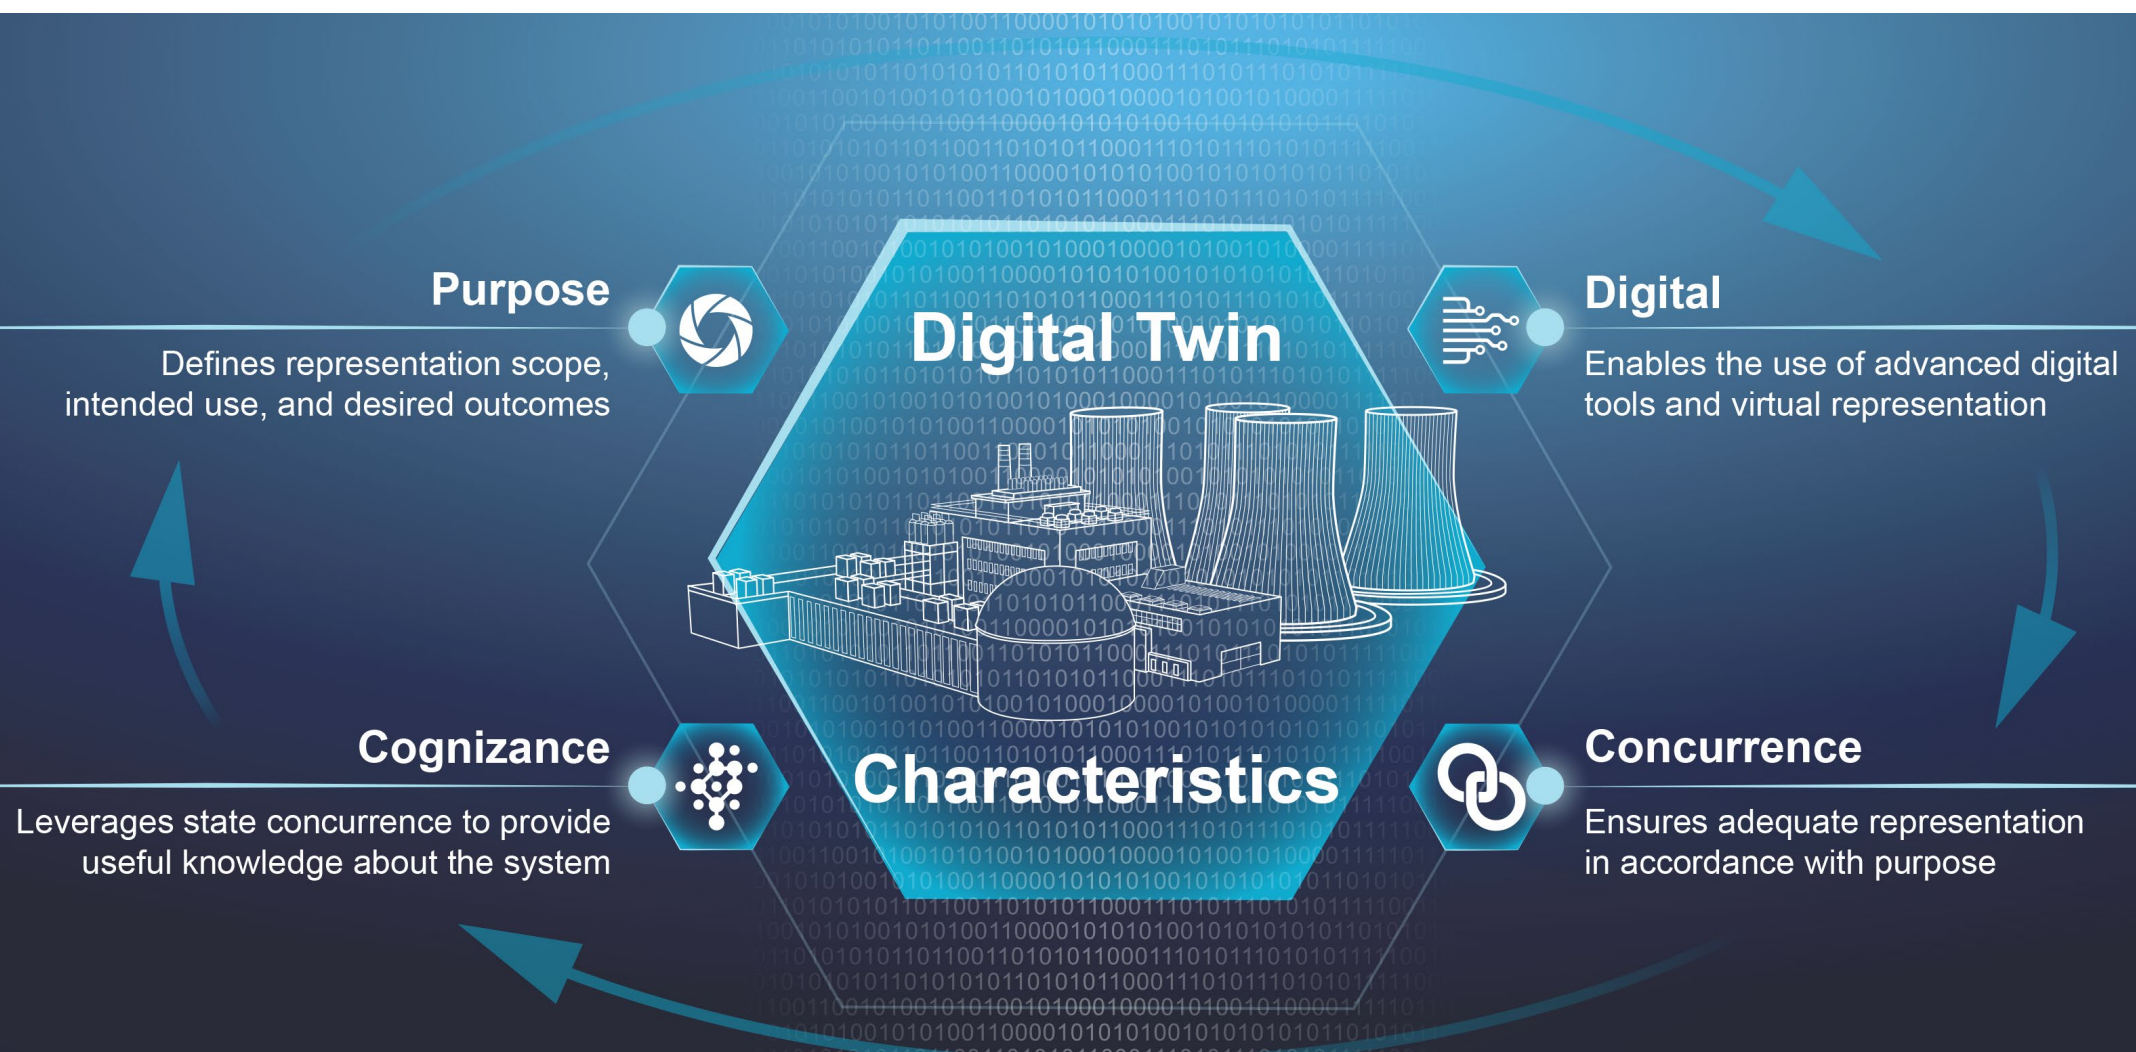 Digital Twin
Characteristics
Purpose
Defines representation scope,
intended use, and desired outcomes
Digital
Enables the use of advanced digital
tools and virtual representation
Cognizance
Leverages state concurrence to provide
useful knowledge about the system
Concurrence
Ensures adequate representation
in accordance with purpose